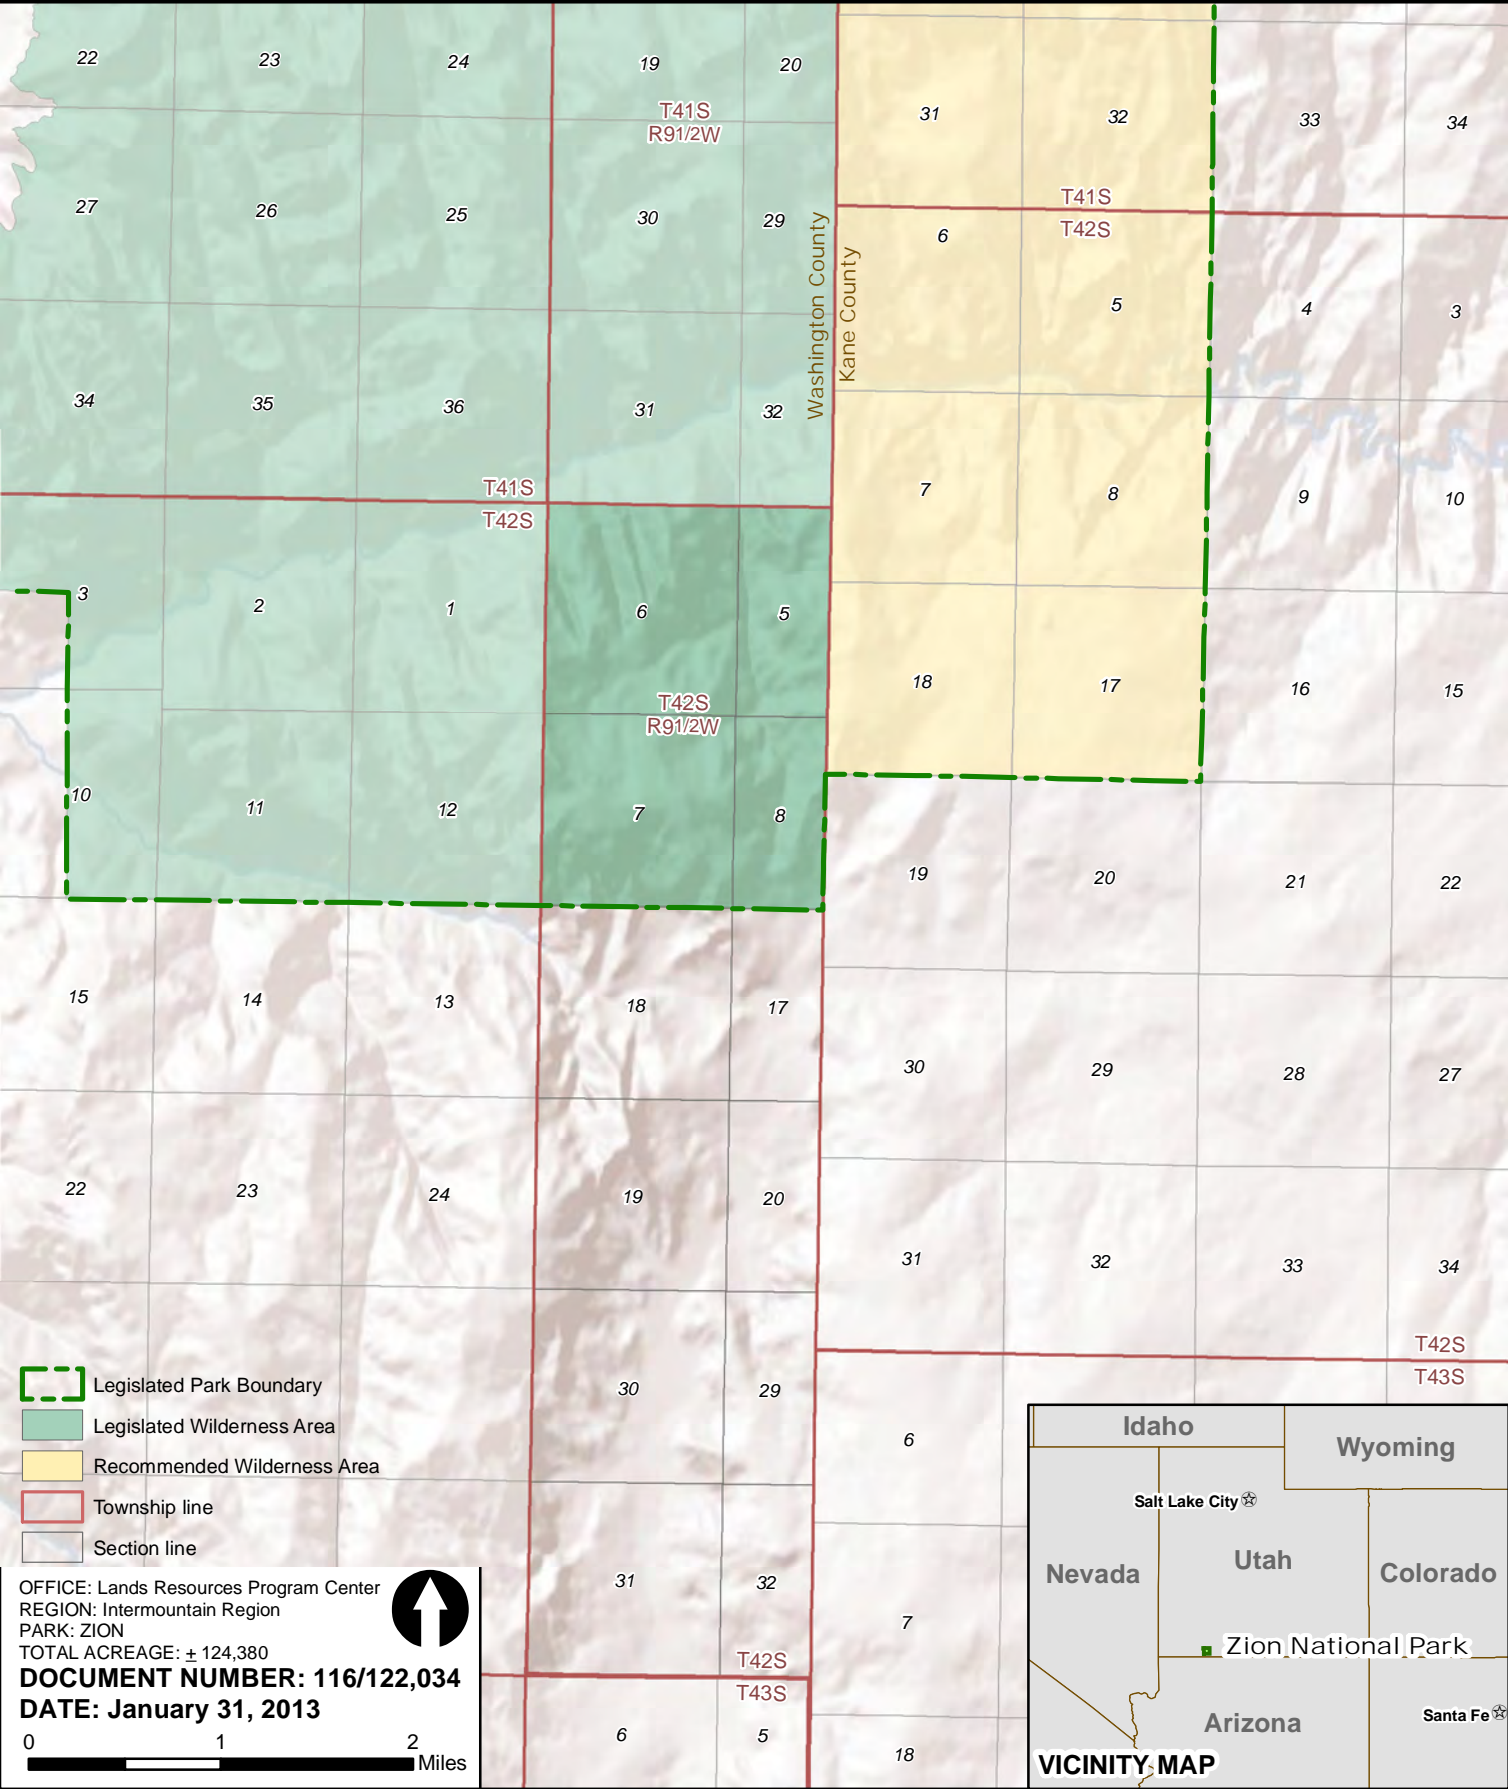 22
23
24
19
20
T41S
R91/2W
31
32
33
34
27
26
25
30
29
T41S
T42S
6
5
4
3
Washington County
Kane County
34
35
36
31
32
T41S
T42S
7
8
9
10
3
2
1
6
5
T42S
R91/2W
18
17
16
15
10
11
12
7
8
19
20
21
22
15
14
13
18
17
30
29
28
27
22
23
24
19
20
31
32
33
34
T42S
T43S
30
29
6
31
32
7
T42S
T43S
6
5
18
Legislated Park Boundary
Legislated Wilderness Area
Recommended Wilderness Area
Township line
Section line
OFFICE: Lands Resources Program Center
REGION: Intermountain Region
PARK: ZION
TOTAL ACREAGE: ± 124,380
DOCUMENT NUMBER: 116/122,034
DATE: January 31, 2013
0 1 2
Miles
Idaho
Wyoming
Salt Lake City
Nevada
Utah
Colorado
Zion National Park
Arizona
Santa Fe
VICINITY MAP